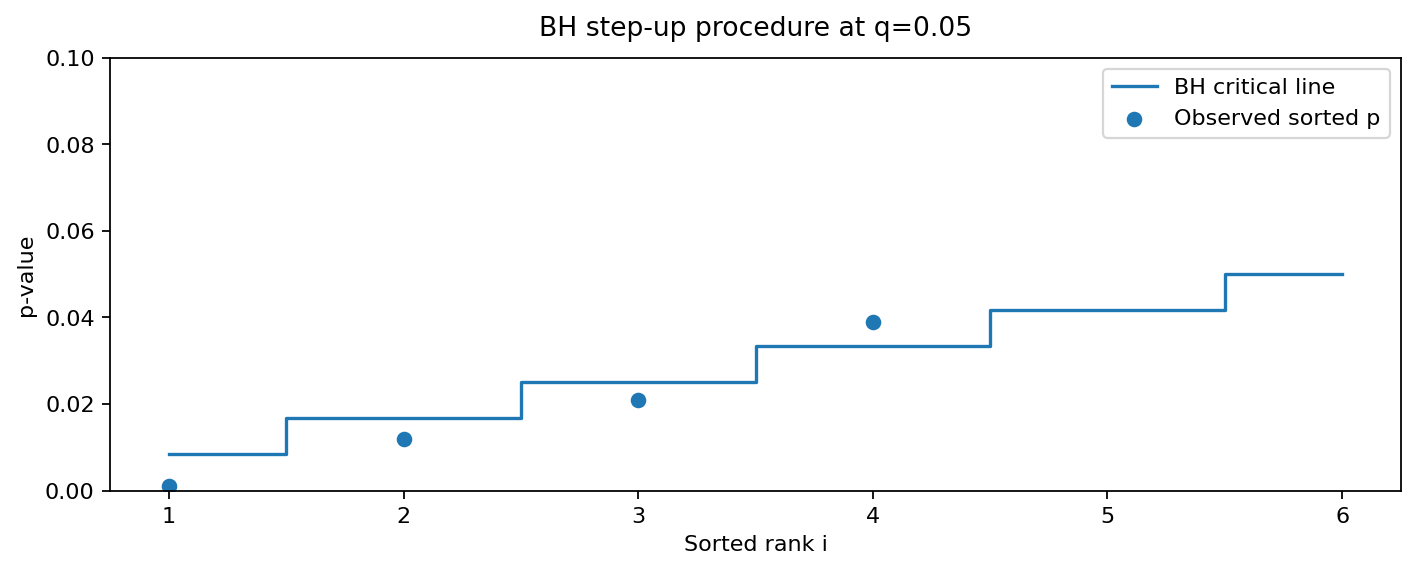 BH step-up procedure at q=0.05
0.10
0.08
0.06
0.04
0.02
0.00
p-value
BH critical line
Observed sorted p
1 2 3 4 5 6
Sorted rank i